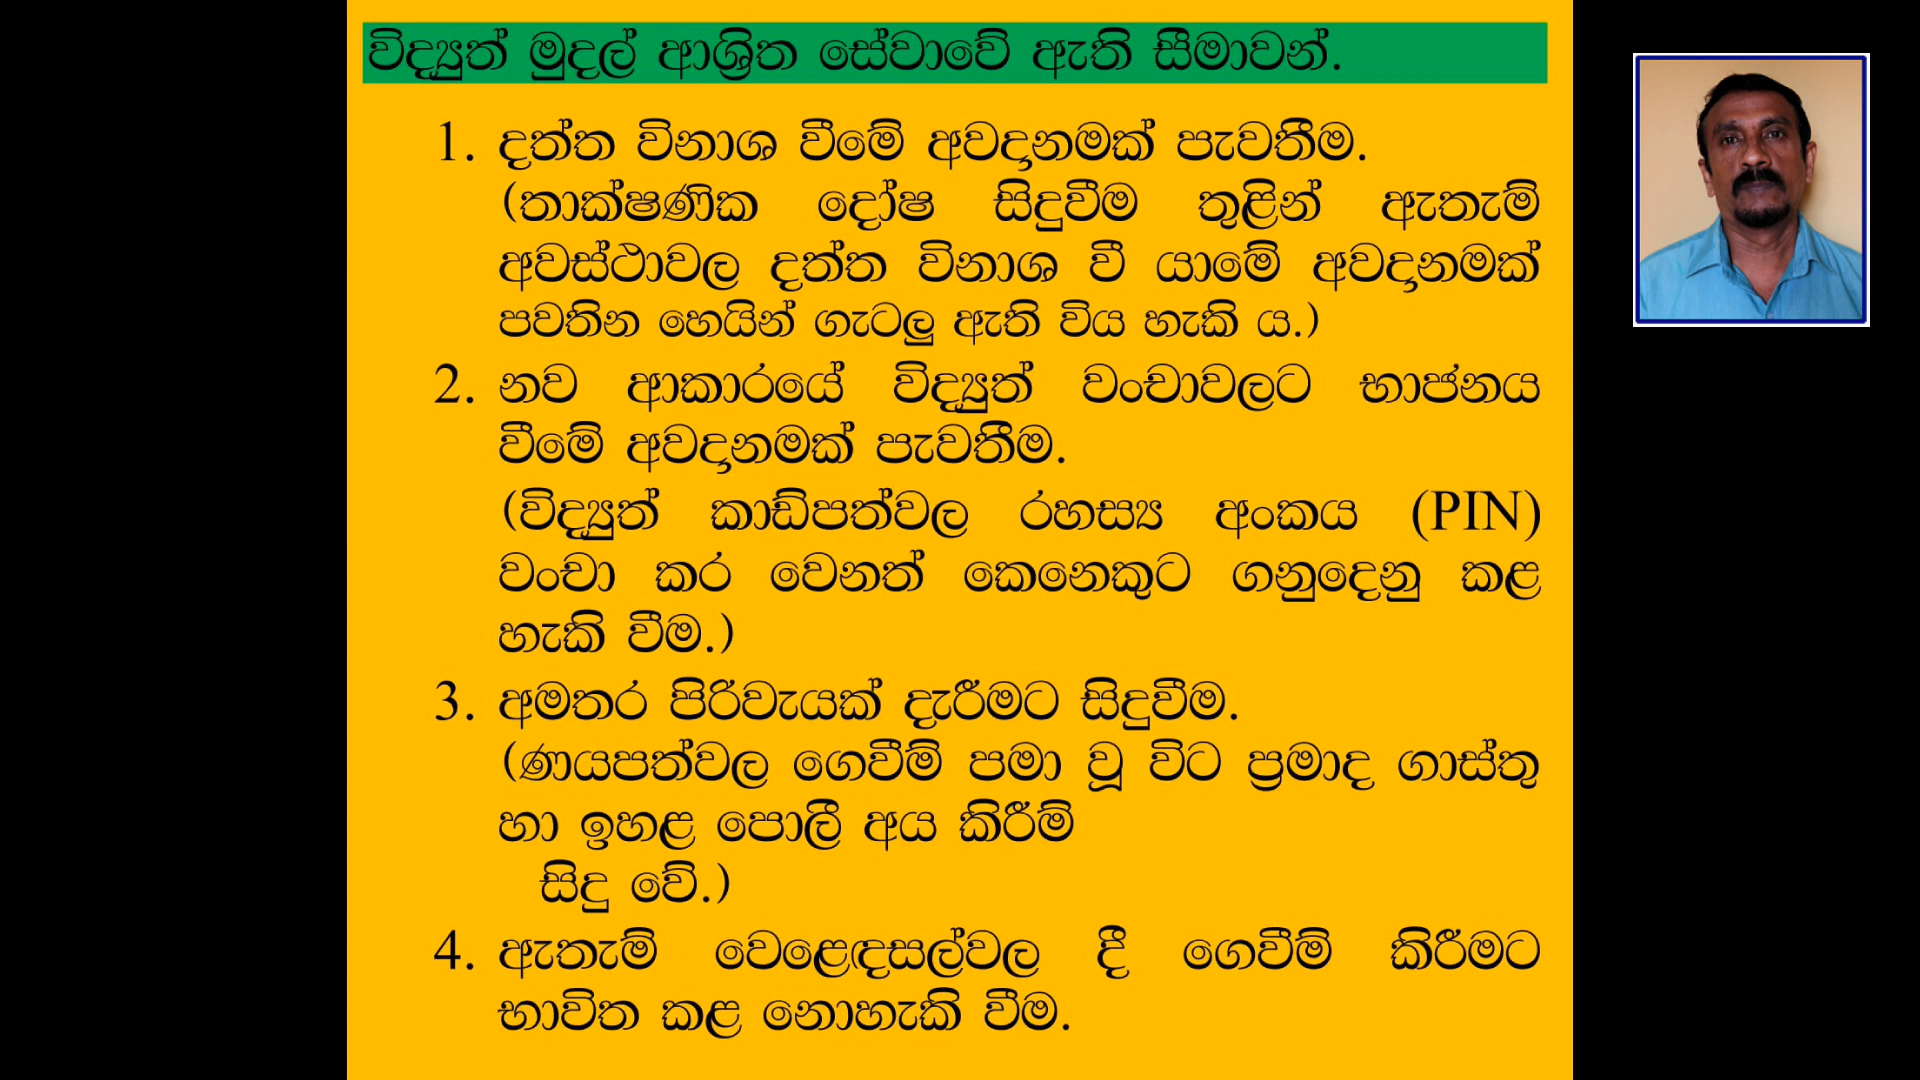 විද්‍යුත් මුදල් ආශ්‍රිත සේවාවේ ඇති සීමාවන්.
1. දත්ත විනාශ වීමේ අවදානමක් පැවතීම.
(තාක්ෂණික දෝෂ සිදුවීම තුළින් ඇතැම්
අවස්ථාවල දත්ත විනාශ වී යාමේ අවදානමක්
පවතින හෙයින් ගැටලු ඇති විය හැකි ය.)
2. නව ආකාරයේ විද්‍යුත් වංචාවලට භාජනය
වීමේ අවදානමක් පැවතීම.
(විද්‍යුත් කාඩ්පත්වල රහස්‍ය අංකය (PIN)
වංචා කර වෙනත් කෙනෙකුට ගනුදෙනු කළ
හැකි වීම.)
3. අමතර පිරිවැයක් දැරීමට සිදුවීම.
(ණයපත්වල ගෙවීම් පමා වූ විට ප්‍රමාද ගාස්තු
හා ඉහළ පොලී අය කිරීම්
සිදු වේ.)
4. ඇතැම් වෙළෙඳසල්වල දී ගෙවීම් කිරීමට
භාවිත කළ නොහැකි වීම.